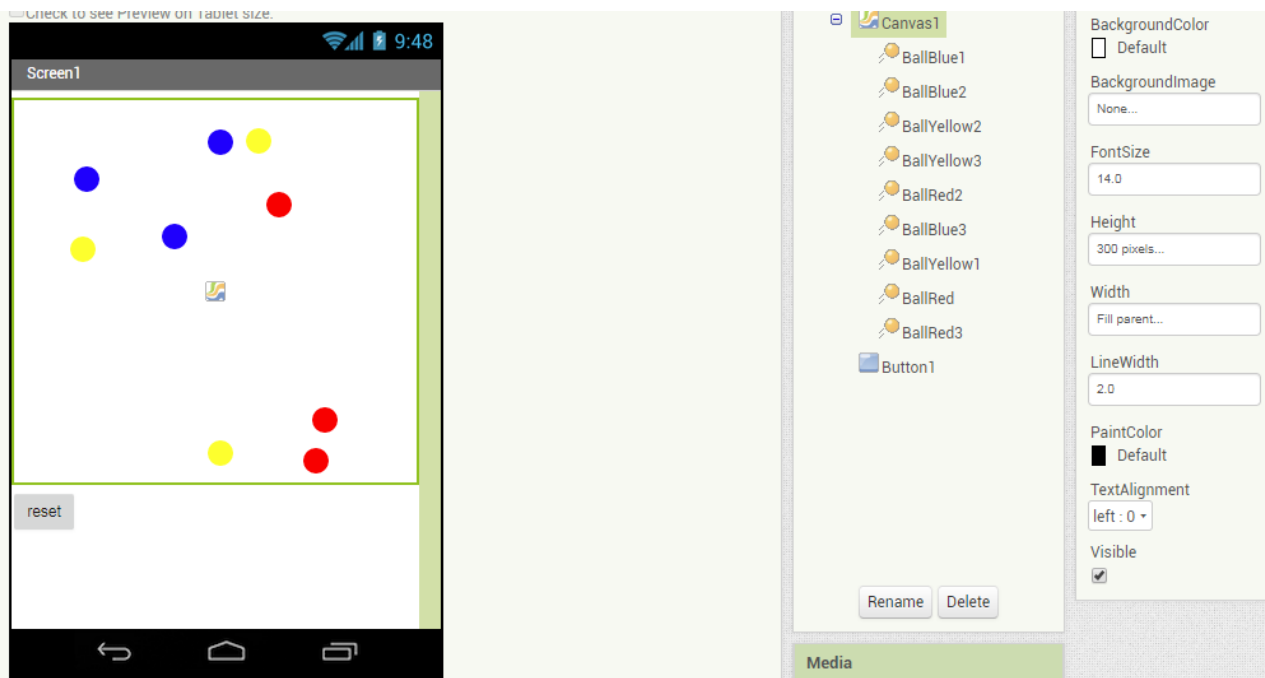 Check to see Preview on Tablet size.
9:48
Screen1
reset
Canvas1
BallBlue1
BallBlue2
BallYellow2
BallYellow3
BallRed2
BallBlue3
BallYellow1
BallRed
BallRed3
Button1
Rename Delete
Media
BackgroundColor
Default
BackgroundImage
None...
FontSize
14.0
Height
300 pixels...
Width
Fill parent...
LineWidth
2.0
PaintColor
Default
TextAlignment
left : 0
Visible